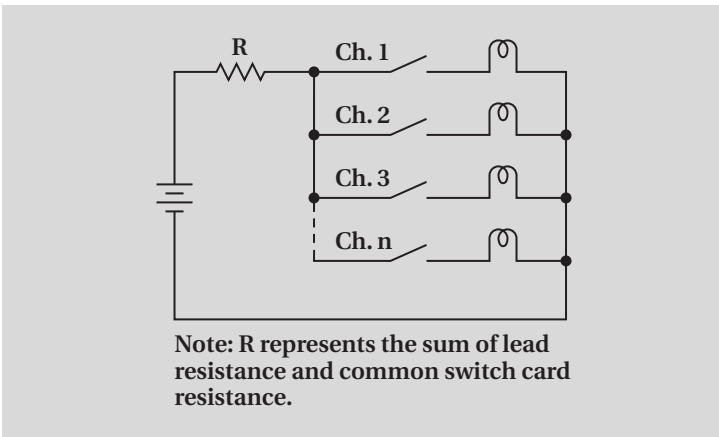 R
Ch. 1
Ch. 2
Ch. 3
Ch. n
Note: R represents the sum of lead
resistance and common switch card
resistance.